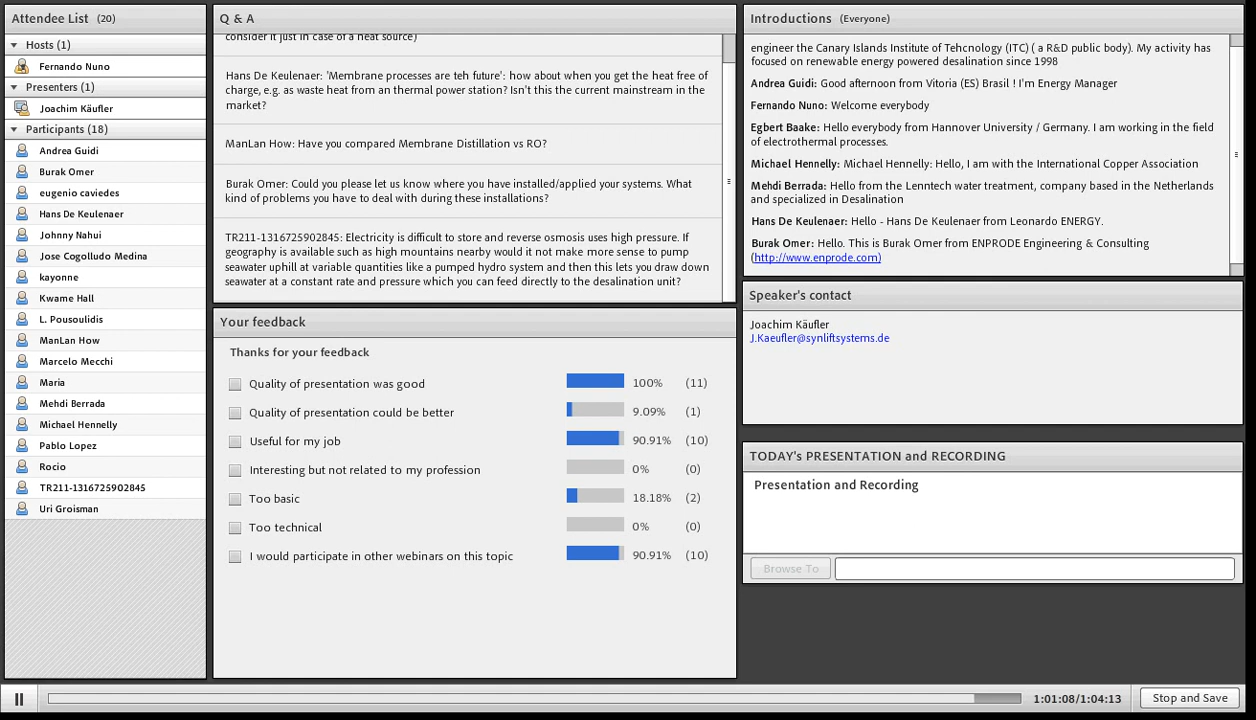 Attendee List (20)
Hosts (1)
Fernando Nuno
Presenters (1)
Joachim Käufler
Participants (18)
Andrea Guidi
Burak Omer
eugenio caviedes
Hans De Keulenaer
Johnny Nahui
Jose Cogolludo Medina
kayonne
Kwame Hall
L. Pousoulidis
ManLan How
Marcelo Mecchi
Maria
Mehdi Berrada
Michael Hennelly
Pablo Lopez
Rocio
TR211-1316725902845
Uri Groisman
Q & A
consider it just in case of a heat source)
Hans De Keulenaer: 'Membrane processes are teh future': how about when you get the heat free of
charge, e.g. as waste heat from an thermal power station? Isn't this the current mainstream in the
market?
ManLan How: Have you compared Membrane Distillation vs RO?
Burak Omer: Could you please let us know where you have installed/applied your systems. What
kind of problems you have to deal with during these installations?
TR211-1316725902845: Electricity is difficult to store and reverse osmosis uses high pressure. If
geography is available such as high mountains nearby would it not make more sense to pump
seawater uphill at variable quantities like a pumped hydro system and then this lets you draw down
seawater at a constant rate and pressure which you can feed directly to the desalination unit?
Your feedback
Thanks for your feedback
Quality of presentation was good 100% (11)
Quality of presentation could be better 9.09% (1)
Useful for my job 90.91% (10)
Interesting but not related to my profession 0% (0)
Too basic 18.18% (2)
Too technical 0% (0)
I would participate in other webinars on this topic 90.91% (10)
Introductions (Everyone)
engineer the Canary Islands Institute of Tehcnology (ITC) ( a R&D public body). My activity has
focused on renewable energy powered desalination since 1998
Andrea Guidi: Good afternoon from Vitoria (ES) Brasil ! I'm Energy Manager
Fernando Nuno: Welcome everybody
Egbert Baake: Hello everybody from Hannover University / Germany. I am working in the field
of electrothermal processes.
Michael Hennelly: Michael Hennelly: Hello, I am with the International Copper Association
Mehdi Berrada: Hello from the Lenntech water treatment, company based in the Netherlands
and specialized in Desalination
Hans De Keulenaer: Hello - Hans De Keulenaer from Leonardo ENERGY.
Burak Omer: Hello. This is Burak Omer from ENPRODE Engineering & Consulting
(http://www.enprode.com)
Speaker's contact
Joachim Käufler
J.Kaeufler@synliftsystems.de
TODAY's PRESENTATION and RECORDING
Presentation and Recording
Browse To
1:01:08/1:04:13
Stop and Save